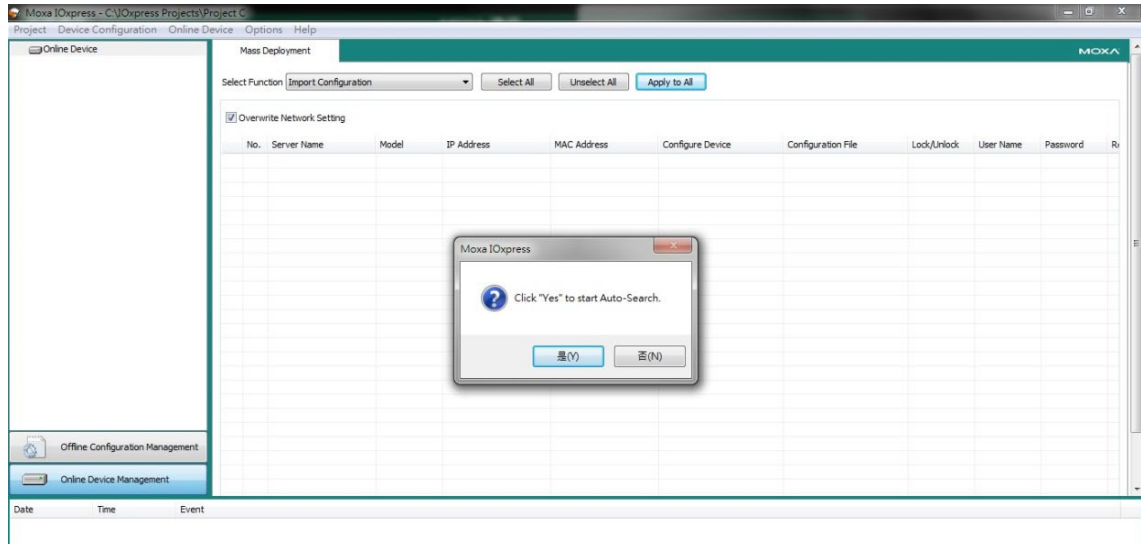 Moxa IOxpress - C:\IOxpress Projects\Project C
Project Device Configuration Online Device Options Help
Online Device
Mass Deployment
MOXA
Select Function Import Configuration Select All Unselect All Apply to All
Overwrite Network Setting
No. Server Name Model IP Address MAC Address Configure Device Configuration File Lock/Unlock User Name Password
Moxa IOxpress
Click "Yes" to start Auto-Search.
是(Y) 否(N)
Offline Configuration Management
Online Device Management
Date Time Event